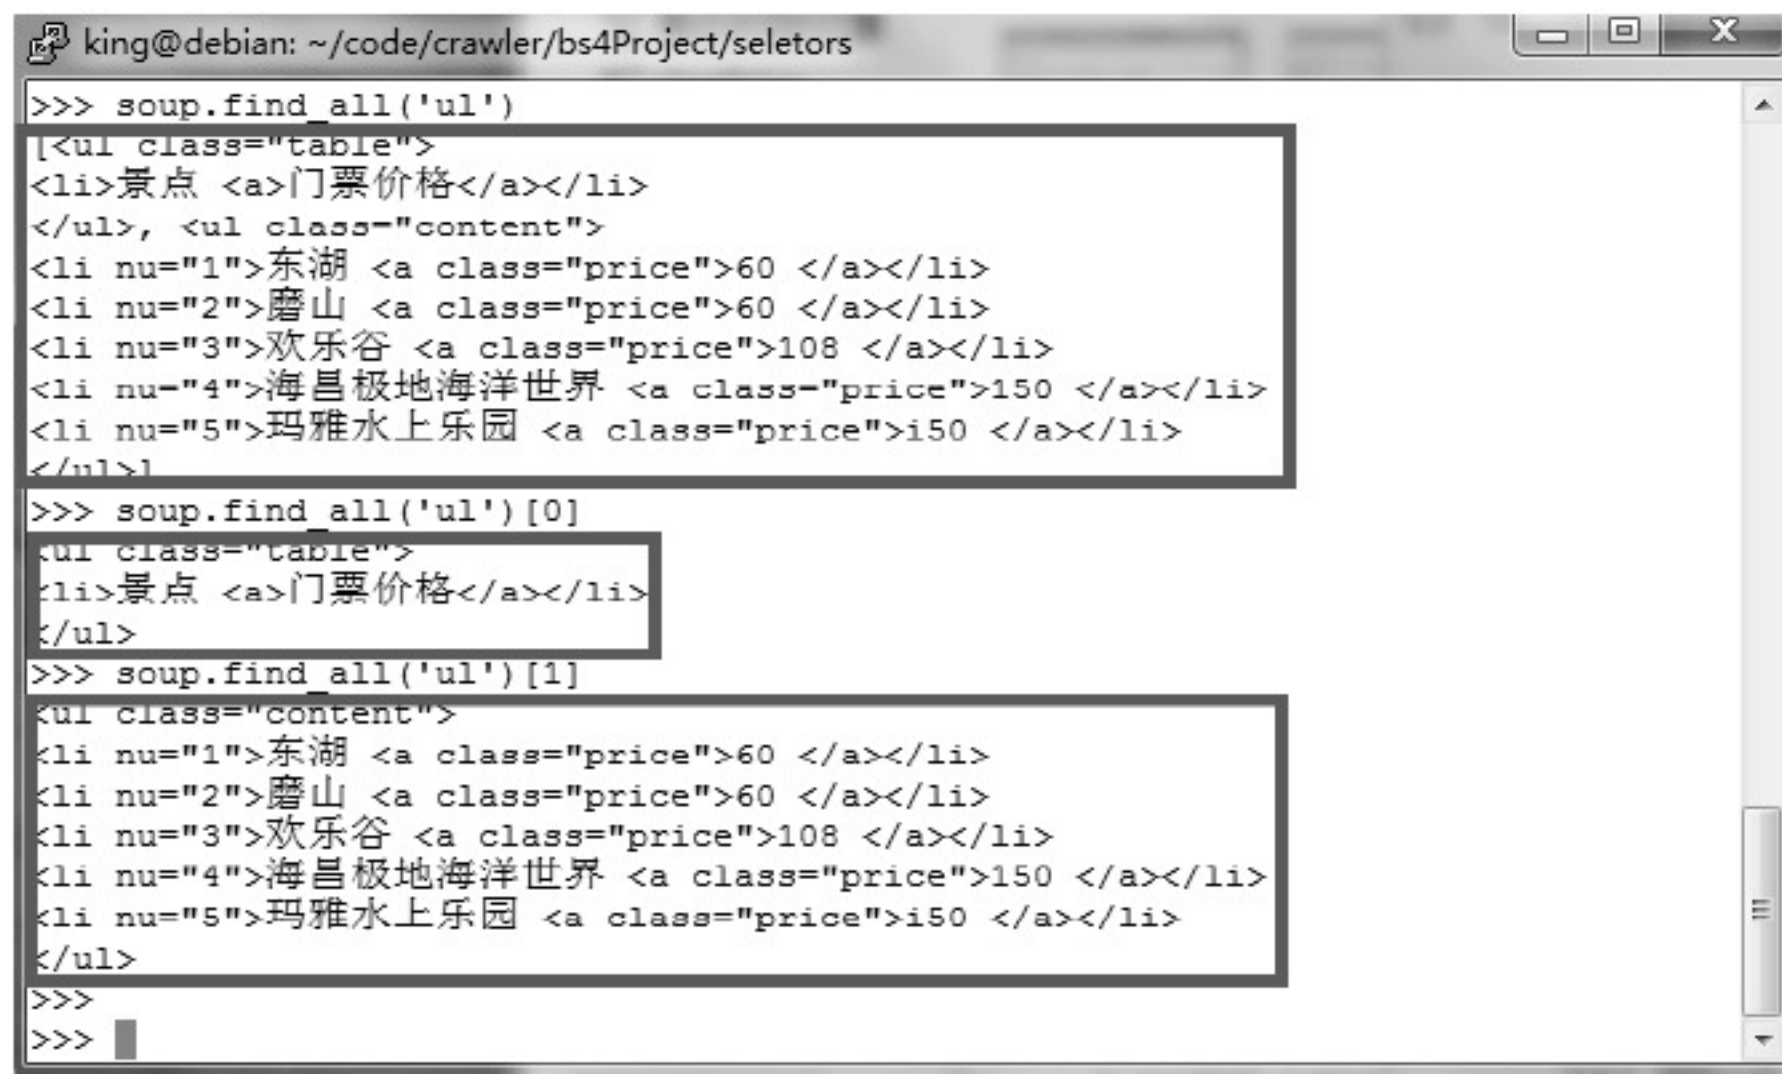 king@debian: ~/code/crawler/bs4Project/seletors
>>> soup.find_all('ul')
[<ul class="table">
<li>景点 <a>门票价格</a></li>
</ul>, <ul class="content">
<li nu="1">东湖 <a class="price">60 </a></li>
<li nu="2">磨山 <a class="price">60 </a></li>
<li nu="3">欢乐谷 <a class="price">108 </a></li>
<li nu="4">海昌极地海洋世界 <a class="price">150 </a></li>
<li nu="5">玛雅水上乐园 <a class="price">i50 </a></li>
</ul>]
>>> soup.find_all('ul')[0]
<ul class="table">
<li>景点 <a>门票价格</a></li>
</ul>
>>> soup.find_all('ul')[1]
<ul class="content">
<li nu="1">东湖 <a class="price">60 </a></li>
<li nu="2">磨山 <a class="price">60 </a></li>
<li nu="3">欢乐谷 <a class="price">108 </a></li>
<li nu="4">海昌极地海洋世界 <a class="price">150 </a></li>
<li nu="5">玛雅水上乐园 <a class="price">i50 </a></li>
</ul>
>>>
>>>